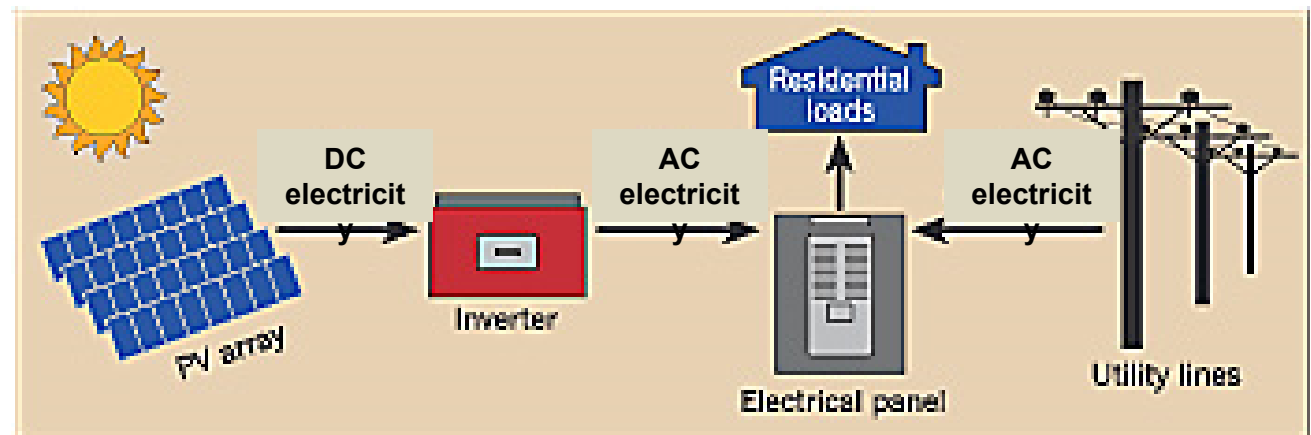 Residential
loads
DC
electricit
y
AC
electricit
y
AC
electricit
y
Inverter
PV array
Electrical panel
Utility lines